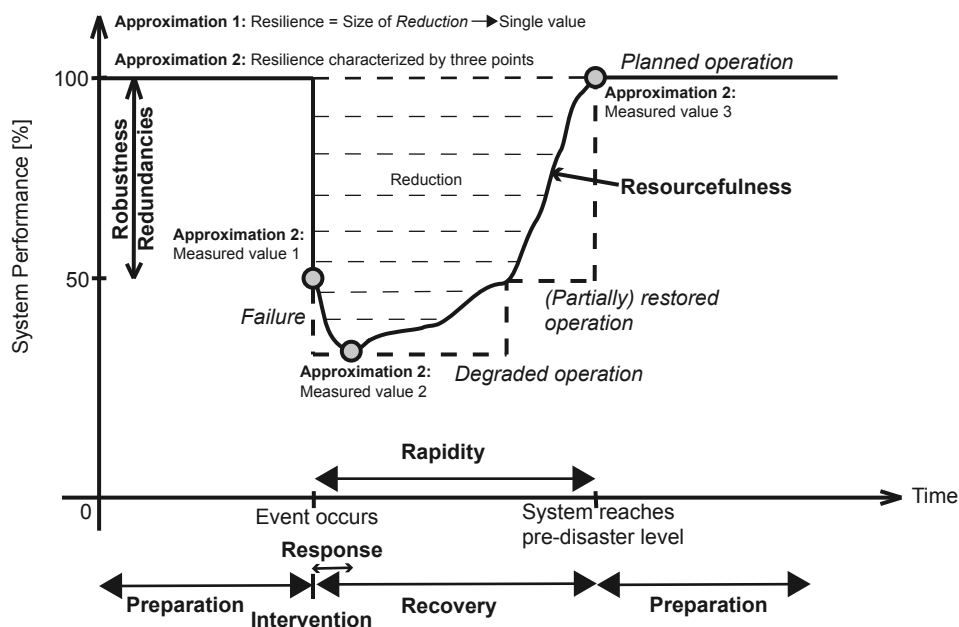 Approximation 1: Resilience = Size of Reduction → Single value
Approximation 2: Resilience characterized by three points
Planned operation
100
Approximation 2:
Measured value 3
System Performance [%]
Robustness
Redundancies
Reduction
Resourcefulness
Approximation 2:
Measured value 1
50
(Partially) restored
operation
Failure
Degraded operation
Approximation 2:
Measured value 2
Rapidity
Time
0
Event occurs
System reaches
pre-disaster level
Response
Preparation
Intervention
Recovery
Preparation